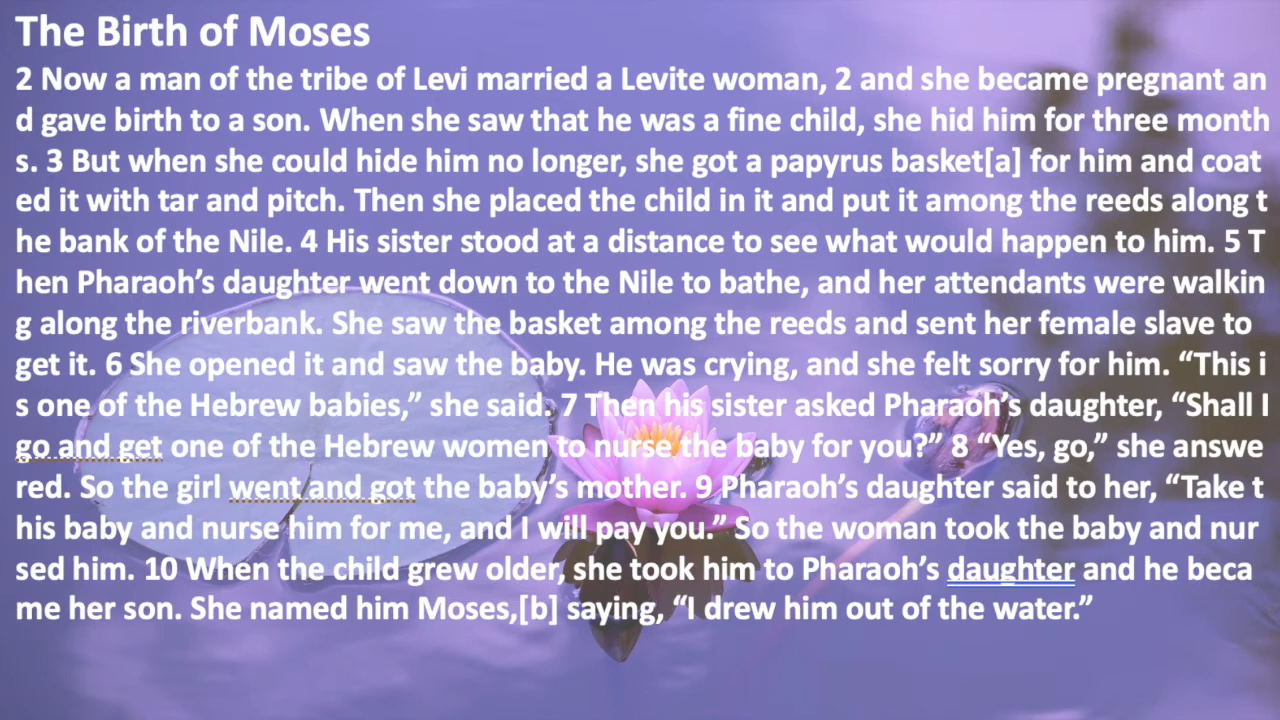 The Birth of Moses
2 Now a man of the tribe of Levi married a Levite woman, 2 and she became pregnant an
d gave birth to a son. When she saw that he was a fine child, she hid him for three month
s. 3 But when she could hide him no longer, she got a papyrus basket[a] for him and coat
ed it with tar and pitch. Then she placed the child in it and put it among the reeds along t
he bank of the Nile. 4 His sister stood at a distance to see what would happen to him. 5 T
hen Pharaoh’s daughter went down to the Nile to bathe, and her attendants were walkin
g along the riverbank. She saw the basket among the reeds and sent her female slave to
get it. 6 She opened it and saw the baby. He was crying, and she felt sorry for him. “This i
s one of the Hebrew babies,” she said. 7 Then his sister asked Pharaoh’s daughter, “Shall I
go and get one of the Hebrew women to nurse the baby for you?” 8 “Yes, go,” she answe
red. So the girl went and got the baby’s mother. 9 Pharaoh’s daughter said to her, “Take t
his baby and nurse him for me, and I will pay you.” So the woman took the baby and nur
sed him. 10 When the child grew older, she took him to Pharaoh’s daughter and he beca
me her son. She named him Moses,[b] saying, “I drew him out of the water.”